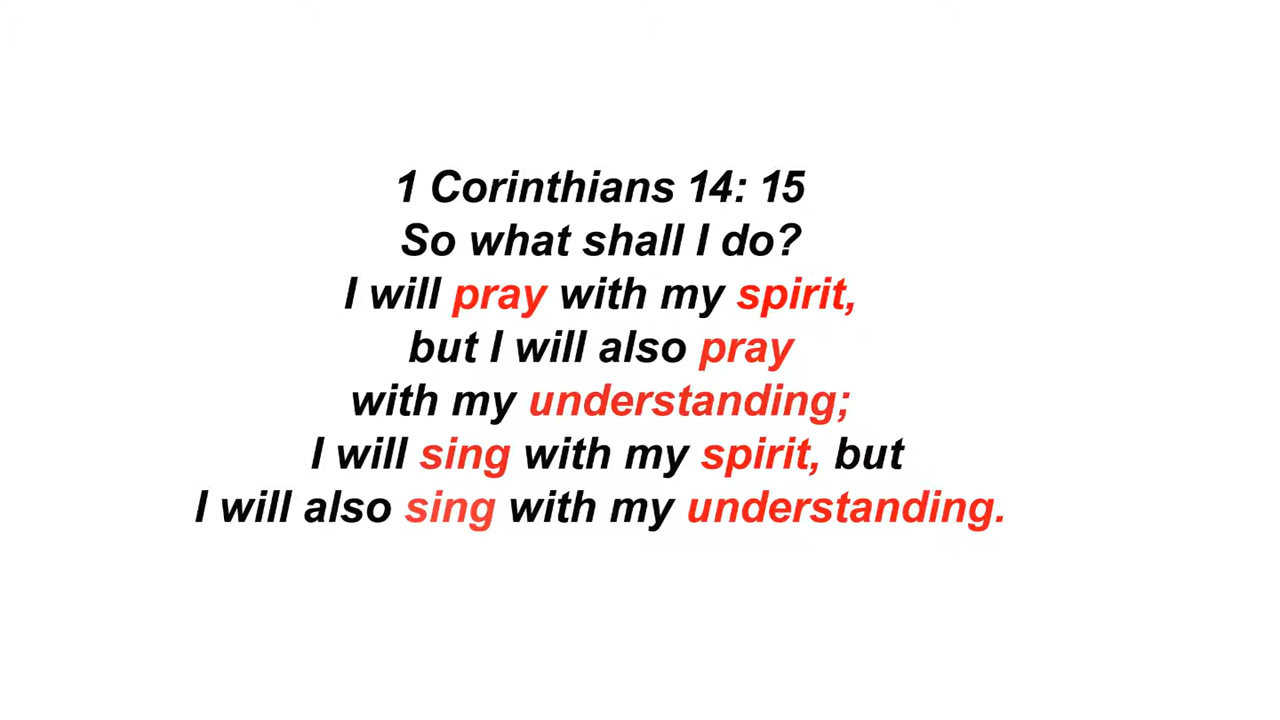 1 Corinthians 14: 15
So what shall I do?
I will pray with my spirit,
but I will also pray
with my understanding;
I will sing with my spirit, but
I will also sing with my understanding.